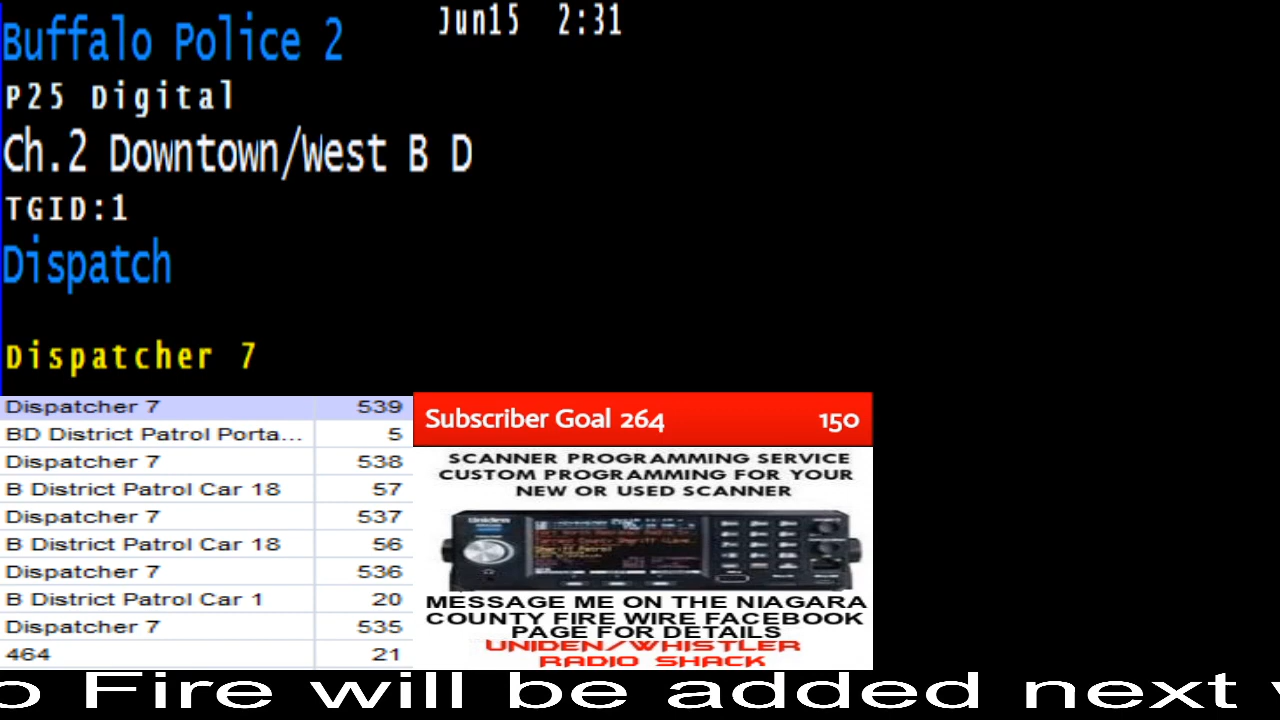 Buffalo Police 2
Jun15 2:31
P25 Digital
Ch.2 Downtown/West B D
TGID:1
Dispatch
Dispatcher 7
Dispatcher 7 539
BD District Patrol Porta... 5
Dispatcher 7 538
B District Patrol Car 18 57
Dispatcher 7 537
B District Patrol Car 18 56
Dispatcher 7 536
B District Patrol Car 1 20
Dispatcher 7 535
464 21
Subscriber Goal 264 150
SCANNER PROGRAMMING SERVICE
CUSTOM PROGRAMMING FOR YOUR
NEW OR USED SCANNER
Uniden
MESSAGE ME ON THE NIAGARA
COUNTY FIRE WIRE FACEBOOK
PAGE FOR DETAILS
UNIDEN/WHISTLER
RADIO SHACK
o Fire will be added next